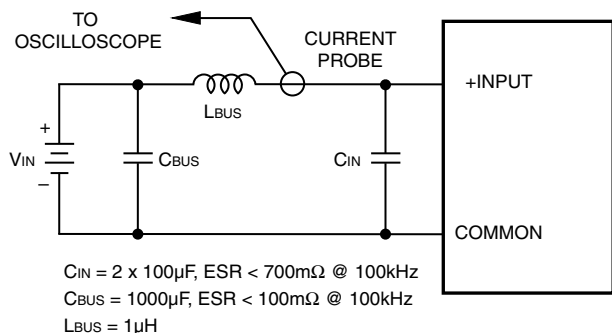 TO
OSCILLOSCOPE
CURRENT
PROBE
+INPUT
LBUS
+
VIN
–
CBUS
CIN
COMMON
CIN = 2 x 100µF, ESR < 700mΩ @ 100kHz
CBUS = 1000µF, ESR < 100mΩ @ 100kHz
LBUS = 1µH